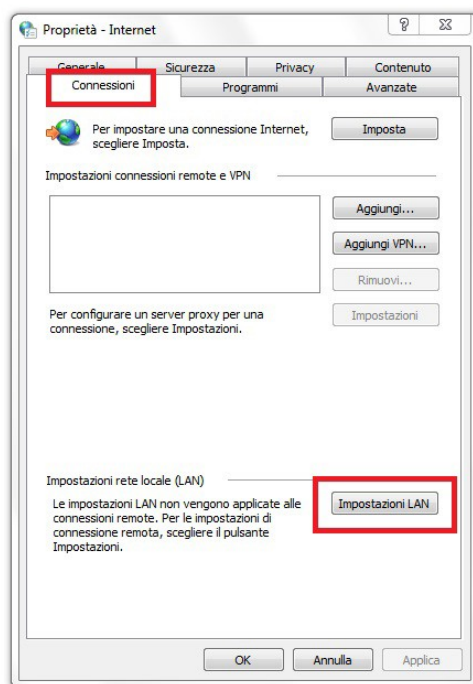 Proprietà - Internet
Generale Sicurezza Privacy Contenuto
Connessioni Programmi Avanzate
Per impostare una connessione Internet,
scegliere Imposta.
Imposta
Impostazioni connessioni remote e VPN
Aggiungi...
Aggiungi VPN...
Rimuovi...
Per configurare un server proxy per una
connessione, scegliere Impostazioni.
Impostazioni
Impostazioni rete locale (LAN)
Le impostazioni LAN non vengono applicate alle
connessioni remote. Per le impostazioni di
connessione remota, scegliere il pulsante
Impostazioni.
Impostazioni LAN
OK Annulla Applica